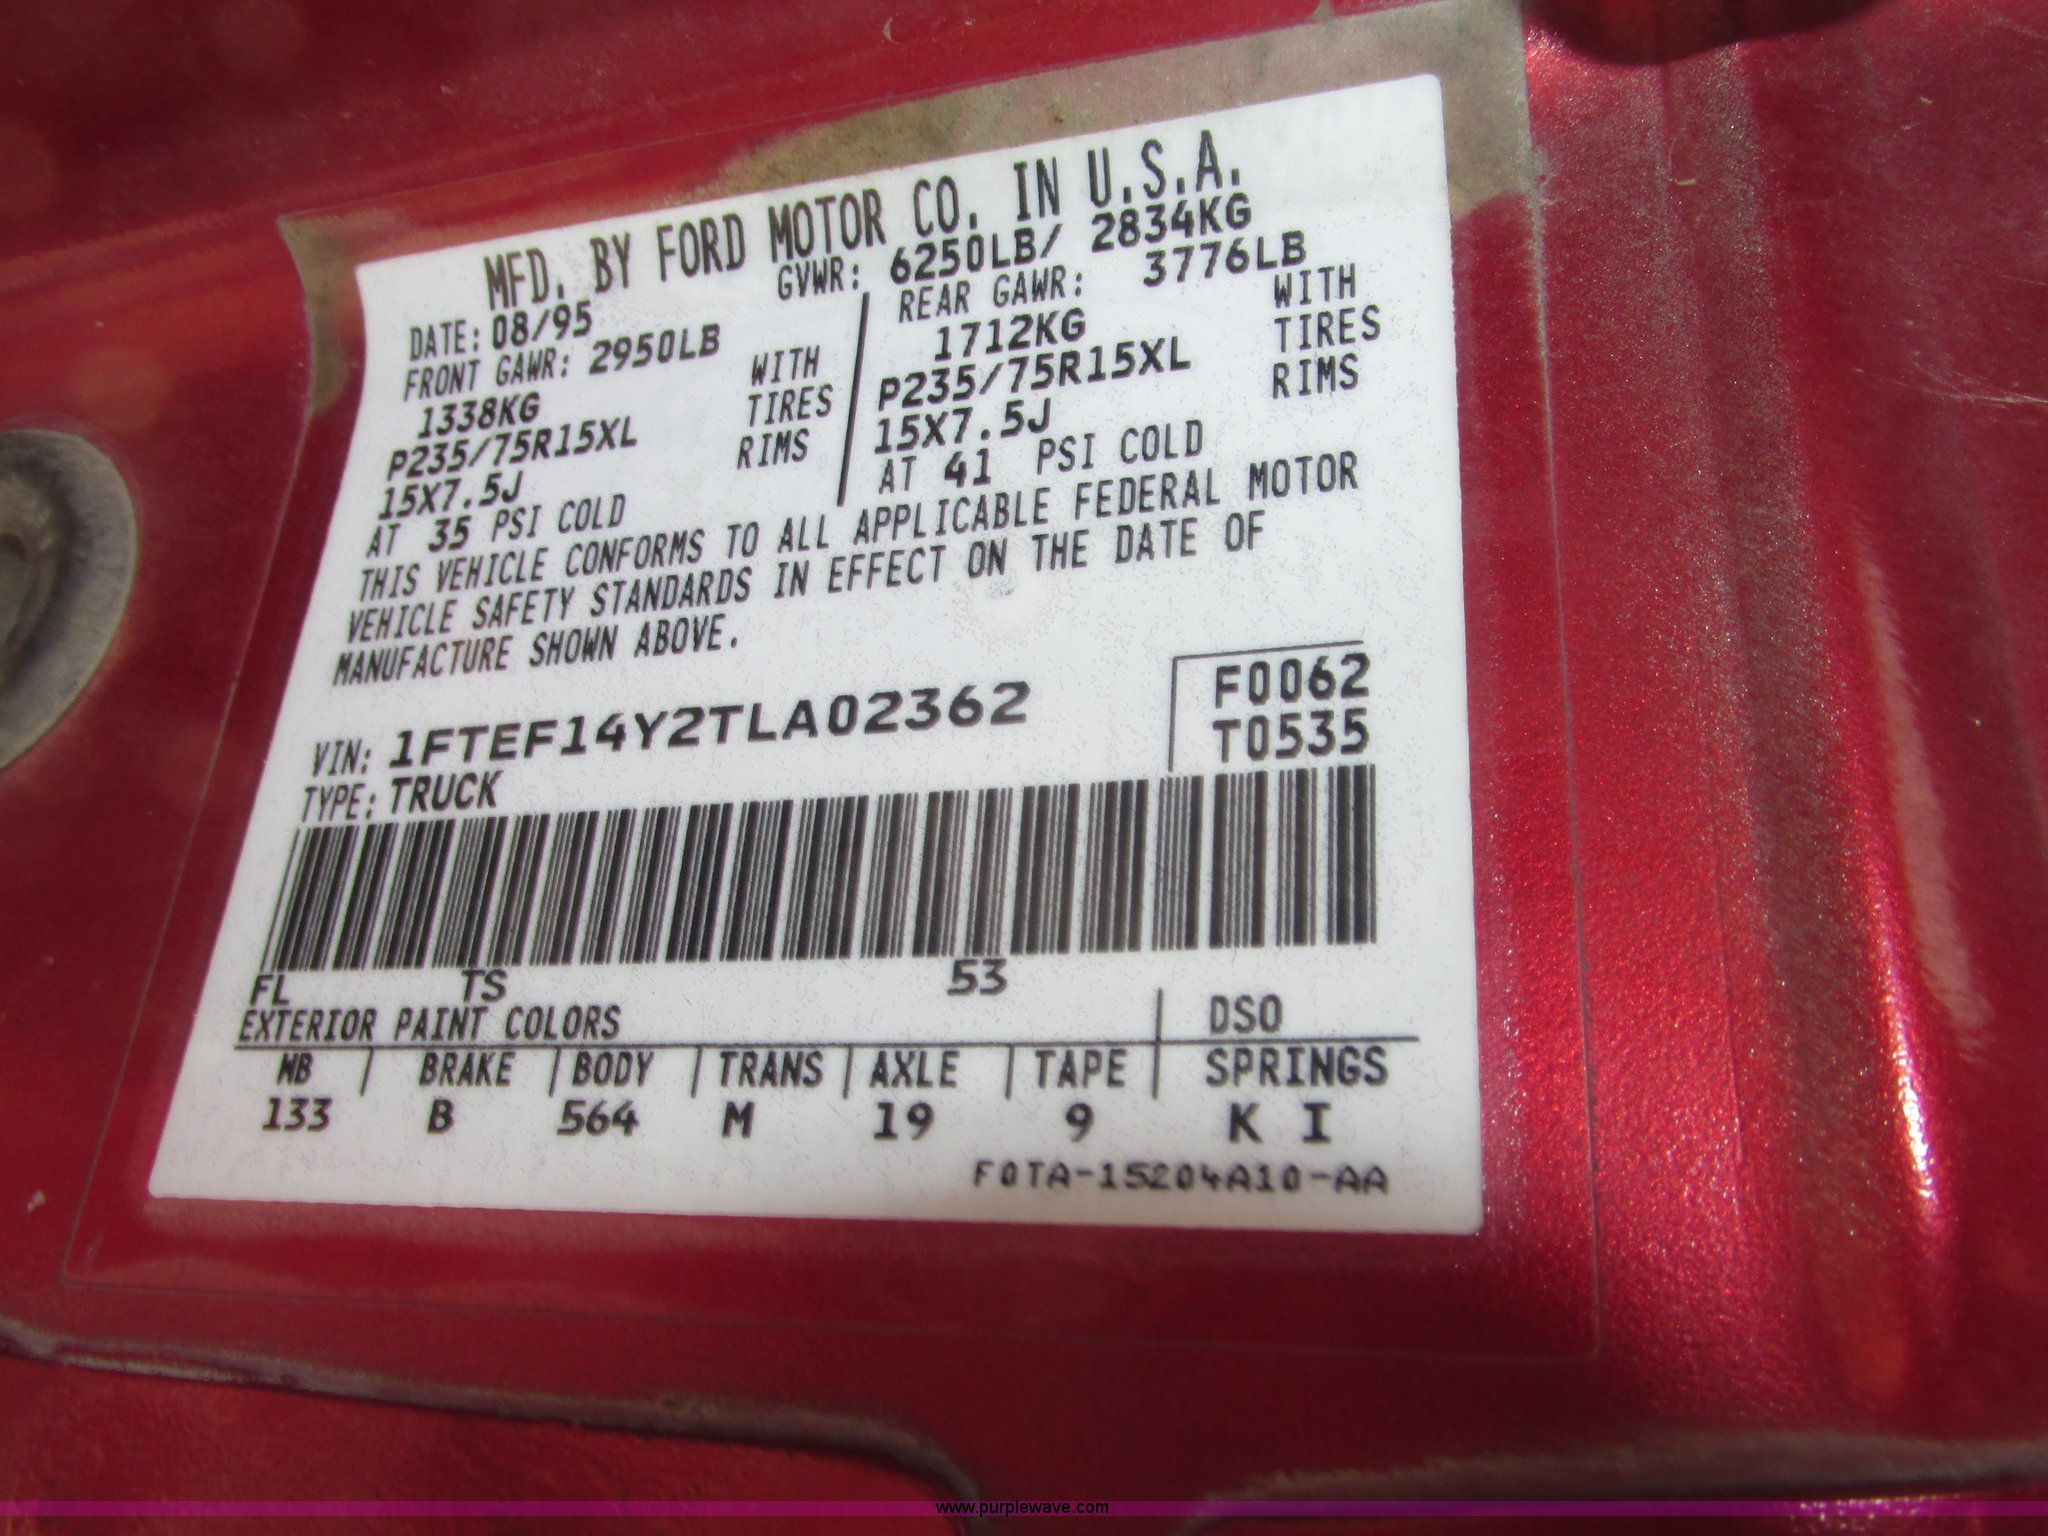 MFD. BY FORD MOTOR CO. IN U.S.A.
DATE: 08/95 GVWR: 6250LB/ 2834KG
FRONT GAWR: 2950LB REAR GAWR: 3776LB
1338KG WITH 1712KG WITH
P235/75R15XL TIRES P235/75R15XL TIRES
15X7.5J RIMS 15X7.5J RIMS
AT 35 PSI COLD AT 41 PSI COLD
THIS VEHICLE CONFORMS TO ALL APPLICABLE FEDERAL MOTOR
VEHICLE SAFETY STANDARDS IN EFFECT ON THE DATE OF
MANUFACTURE SHOWN ABOVE.
F0062
VIN: 1FTEF14Y2TLA02362 T0535
TYPE: TRUCK
FL TS 53
EXTERIOR PAINT COLORS DSO
WB BRAKE BODY TRANS AXLE TAPE SPRINGS
133 B 564 M 19 9 K I
F0TA-15204A10-AA
www.purplewave.com